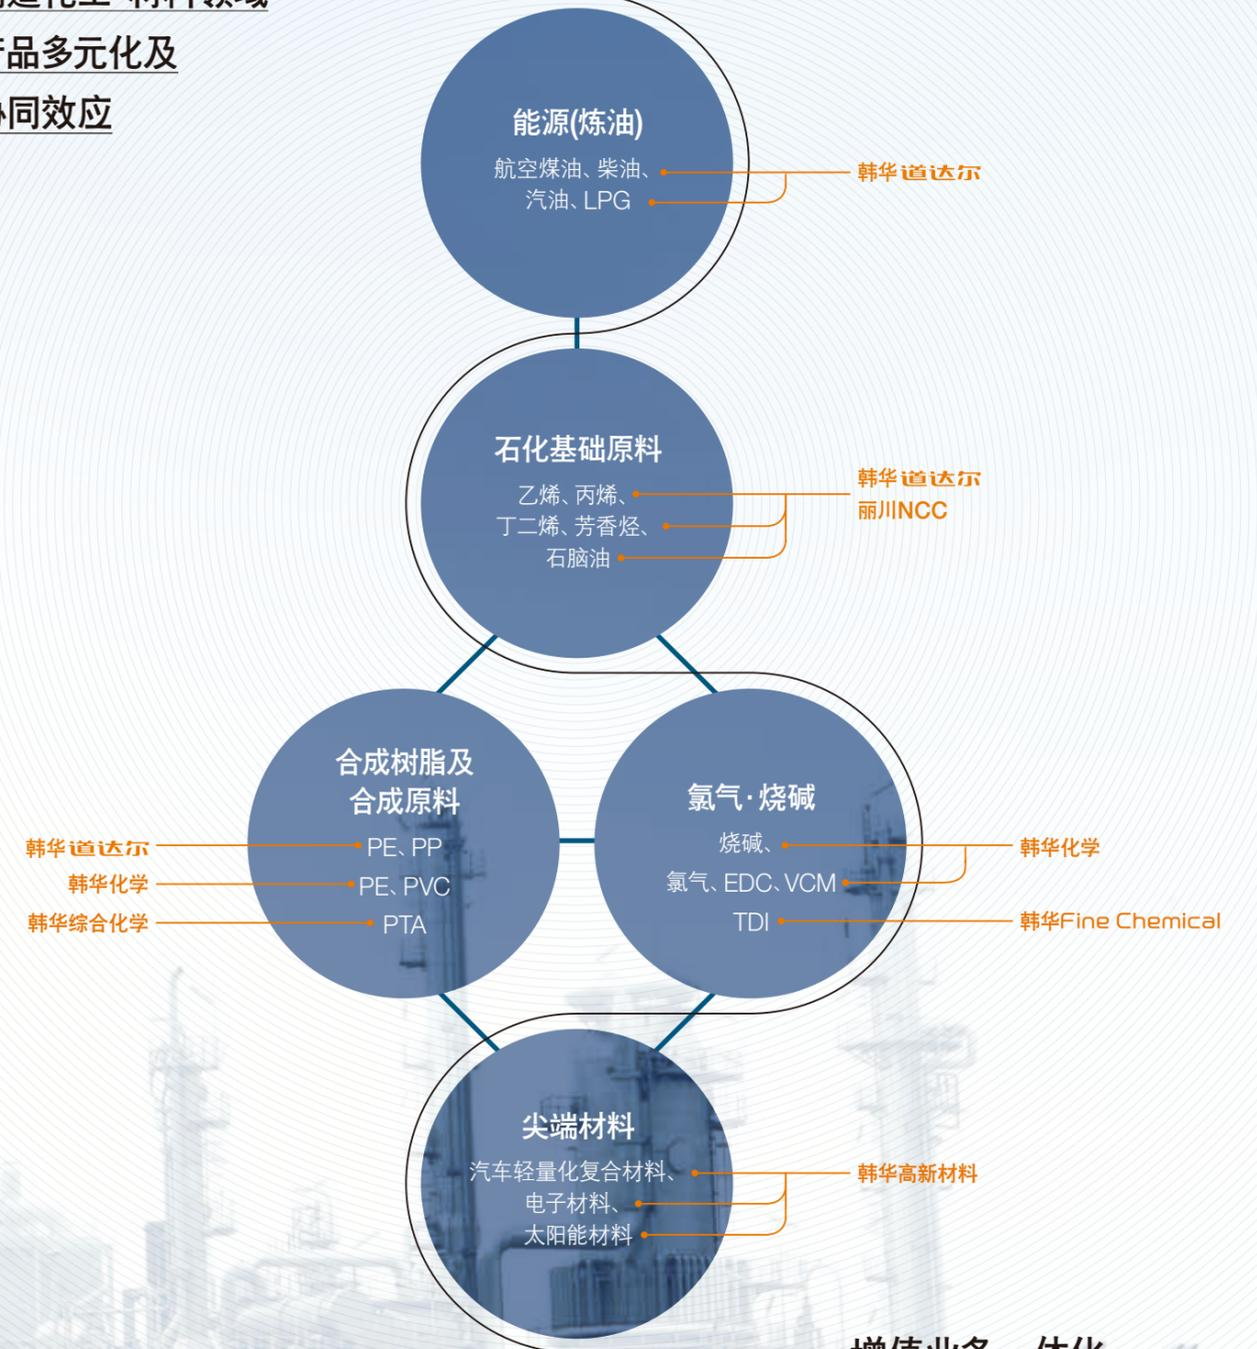 品多元化及
同效应
能源(炼油)
航空煤油、柴油、
汽油、LPG
韩华道达尔
石化基础原料
乙烯、丙烯、
丁二烯、芳香烃、
石脑油
韩华道达尔
丽川NCC
合成树脂及
合成原料
PE、PP
PE、PVC
PTA
韩华道达尔
韩华化学
韩华综合化学
氯气·烧碱
烧碱、
氯气、EDC、VCM
TDI
韩华化学
韩华Fine Chemical
尖端材料
汽车轻量化复合材料、
电子材料、
太阳能材料
韩华高新材料